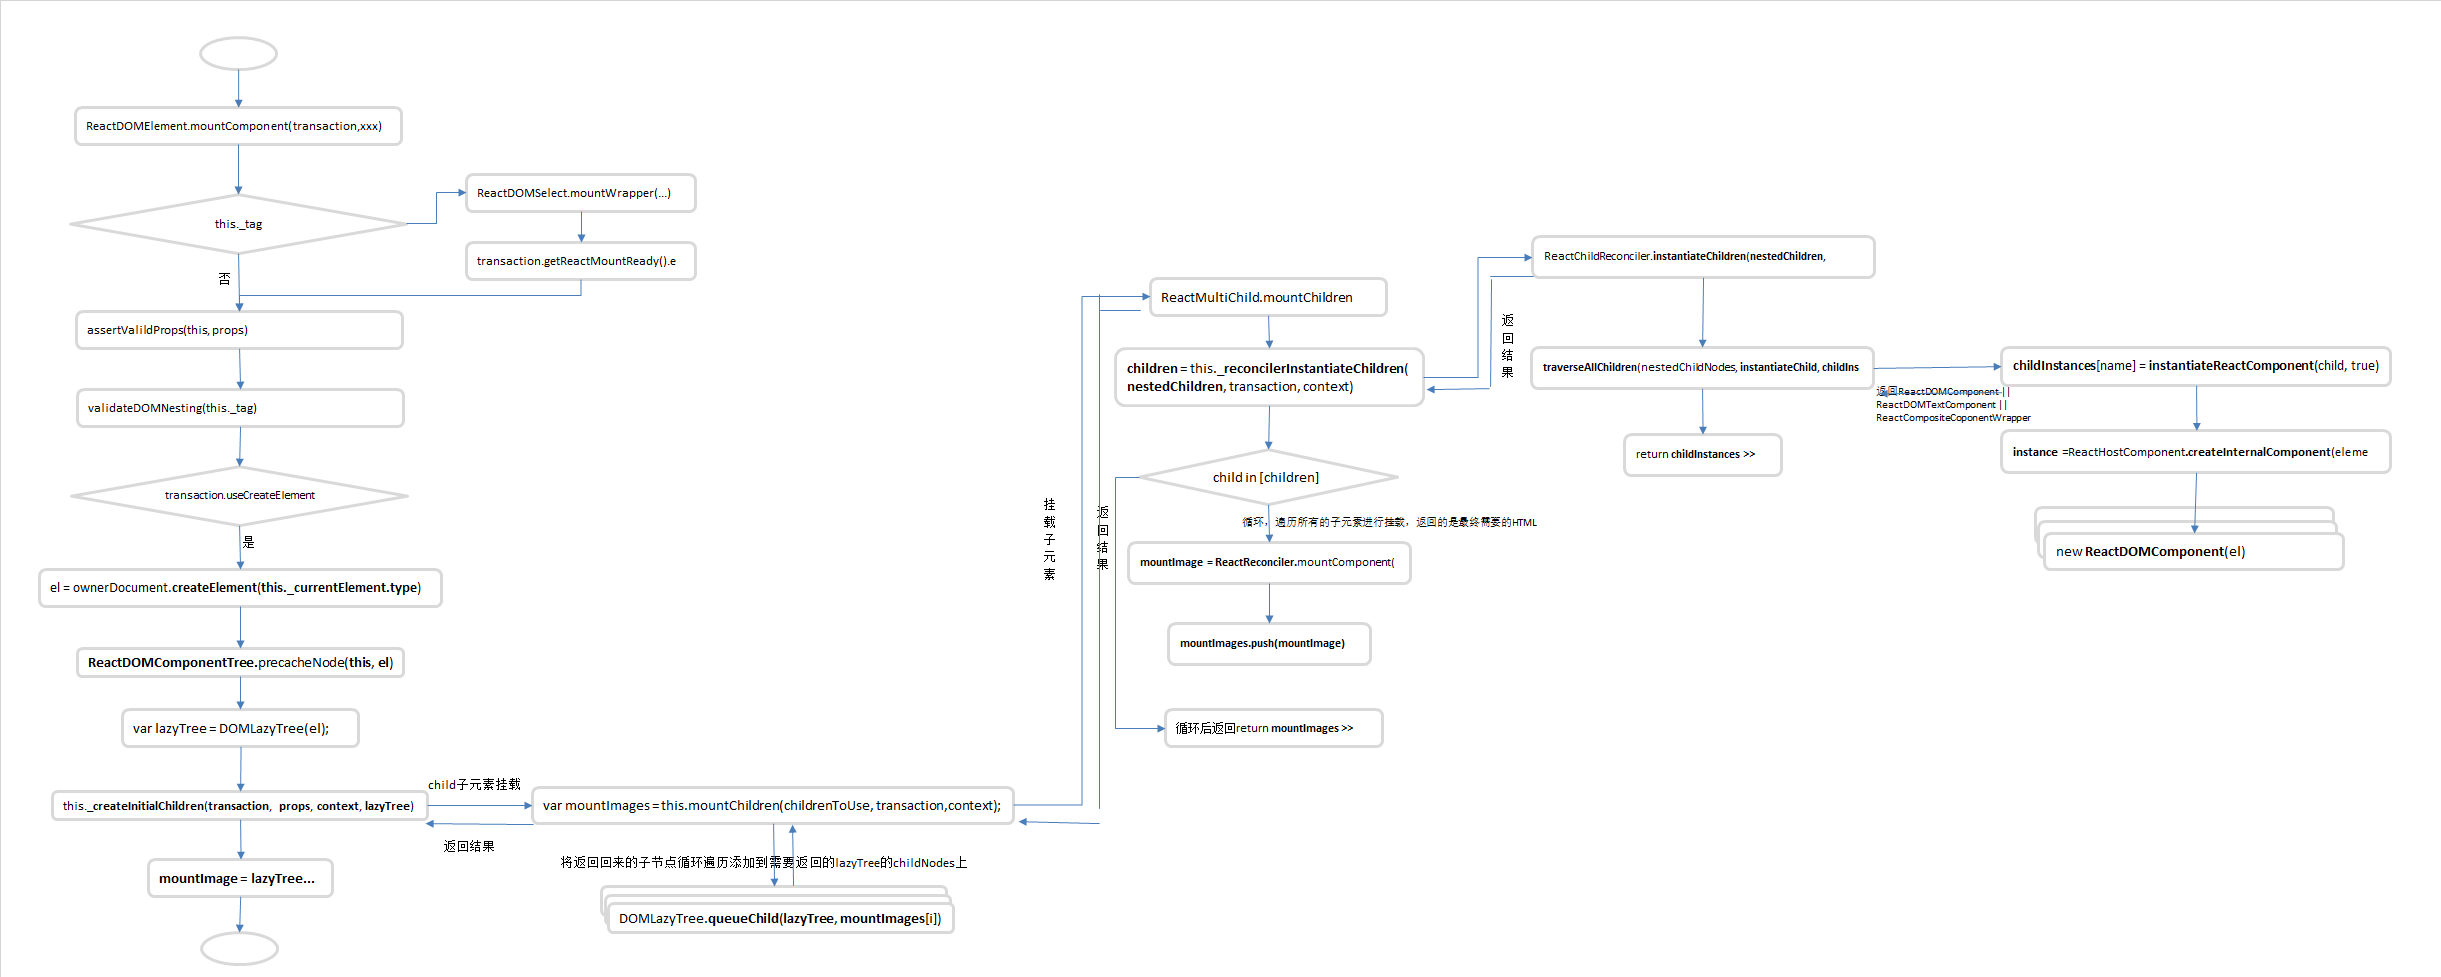 ReactDOMElement.mountComponent(transaction,xxx)
this._tag
ReactDOMSelect.mountWrapper(...)
transaction.getReactMountReady().e
否
assertValildProps(this, props)
validateDOMNesting(this._tag)
transaction.useCreateElement
是
el = ownerDocument.createElement(this._currentElement.type)
ReactDOMComponentTree.precacheNode(this, el)
var lazyTree = DOMLazyTree(el);
this._createInitialChildren(transaction, props, context, lazyTree)
mountImage = lazyTree...
child子元素挂载
返回结果
var mountImages = this.mountChildren(childrenToUse, transaction,context);
将返回回来的子节点循环遍历添加到需要返回的lazyTree的childNodes上
DOMLazyTree.queueChild(lazyTree, mountImages[i])
挂载子元素
返回结果
ReactMultiChild.mountChildren
children = this._reconcilerInstantiateChildren(
nestedChildren, transaction, context)
child in [children]
循环，遍历所有的子元素进行挂载，返回的是最终需要的HTML
mountImage = ReactReconciler.mountComponent(
mountImages.push(mountImage)
循环后返回return mountImages >>
返回结果
ReactChildReconciler.instantiateChildren(nestedChildren,
traverseAllChildren(nestedChildNodes, instantiateChild, childIns
return childInstances >>
childInstances[name] = instantiateReactComponent(child, true)
返回ReactDOMComponent ||
ReactDOMTextComponent ||
ReactCompositeCoponentWrapper
instance =ReactHostComponent.createInternalComponent(eleme
new ReactDOMComponent(el)